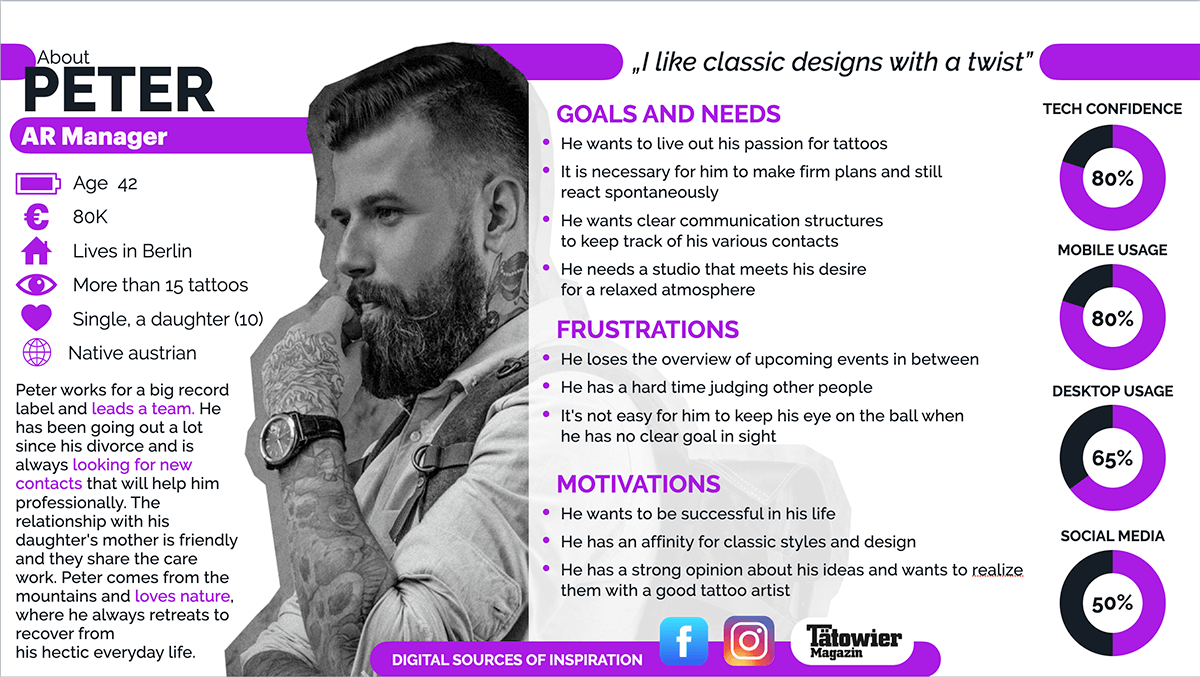 About
PETER
AR Manager
Age 42
80K
Lives in Berlin
More than 15 tattoos
Single, a daughter (10)
Native austrian
Peter works for a big record
label and leads a team. He
has been going out a lot
since his divorce and is
always looking for new
contacts that will help him
professionally. The
relationship with his
daughter's mother is friendly
and they share the care
work. Peter comes from the
mountains and loves nature,
where he always retreats to
recover from
his hectic everyday life.
„I like classic designs with a twist”
GOALS AND NEEDS
• He wants to live out his passion for tattoos
• It is necessary for him to make firm plans and still
react spontaneously
• He wants clear communication structures
to keep track of his various contacts
• He needs a studio that meets his desire
for a relaxed atmosphere
FRUSTRATIONS
• He loses the overview of upcoming events in between
• He has a hard time judging other people
• It's not easy for him to keep his eye on the ball when
he has no clear goal in sight
MOTIVATIONS
• He wants to be successful in his life
• He has an affinity for classic styles and design
• He has a strong opinion about his ideas and wants to realize
them with a good tattoo artist
DIGITAL SOURCES OF INSPIRATION
Tätowier
Magazin
TECH CONFIDENCE
80%
MOBILE USAGE
80%
DESKTOP USAGE
65%
SOCIAL MEDIA
50%